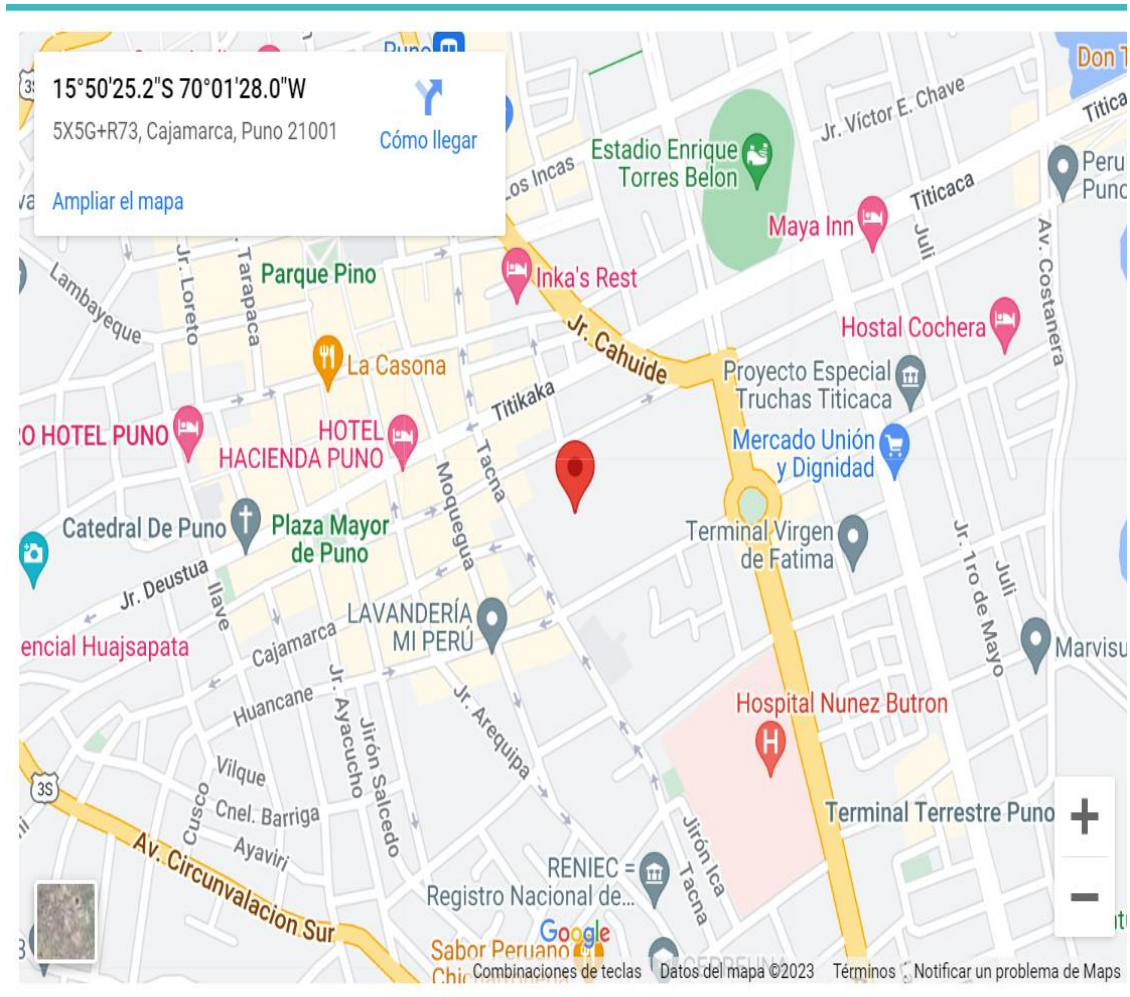 Puno
3S
15°50'25.2"S 70°01'28.0"W
5X5G+R73, Cajamarca, Puno 21001
Cómo llegar
Ampliar el mapa
Don
Jr. Víctor E. Chave
Titica
Estadio Enrique
Torres Belon
Los Incas
Peru
Puno
Titicaca
Maya Inn
Juli
Av. Costanera
Jr. Loreto
Tarapaca
Parque Pino
Inka's Rest
Lambayeque
Jr. Cahuide
Hostal Cochera
La Casona
Proyecto Especial
Truchas Titicaca
Titikaka
HOTEL PUNO
HOTEL
HACIENDA PUNO
Tacna
Moquegua
Mercado Unión
y Dignidad
Catedral De Puno
Plaza Mayor
de Puno
Terminal Virgen
de Fatima
Jr. Deustua
Ilave
Jr. 1ro de Mayo
Juli
LAVANDERÍA
MI PERÚ
Cajamarca
encial Huajsapata
Marvisu
Huancane
Jr. Ayacucho
Jirón Salcedo
Jr. Arequipa
Hospital Nunez Butron
H
Vilque
3S
Cusco
Cnel. Barriga
Ayaviri
Terminal Terrestre Puno
+
−
Av. Circunvalacion Sur
Jirón Ica
Tacna
RENIEC =
Registro Nacional de...
Google
Sabor Peruano
Combinaciones de teclas
Datos del mapa ©2023
Términos
Notificar un problema de Maps